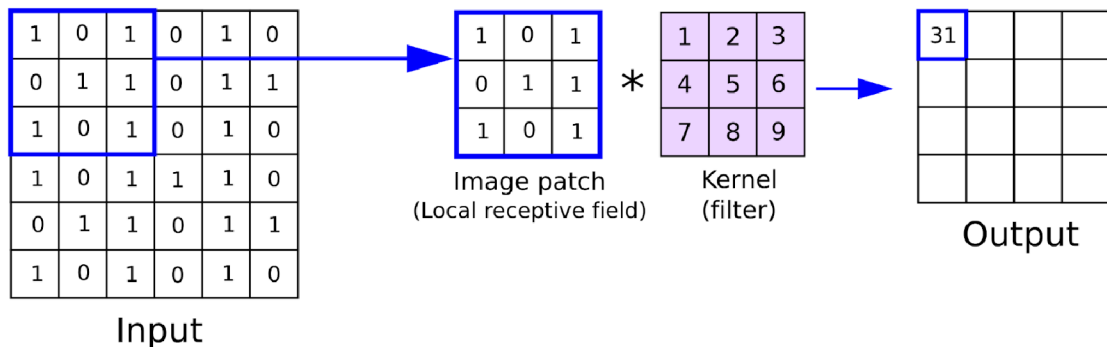 1 0 1 0 1 0
0 1 1 0 1 1
1 0 1 0 1 0
1 0 1 1 1 0
0 1 1 0 1 1
1 0 1 0 1 0
Input
1 0 1
0 1 1
1 0 1
Image patch
(Local receptive field)
*
1 2 3
4 5 6
7 8 9
Kernel
(filter)
31
Output